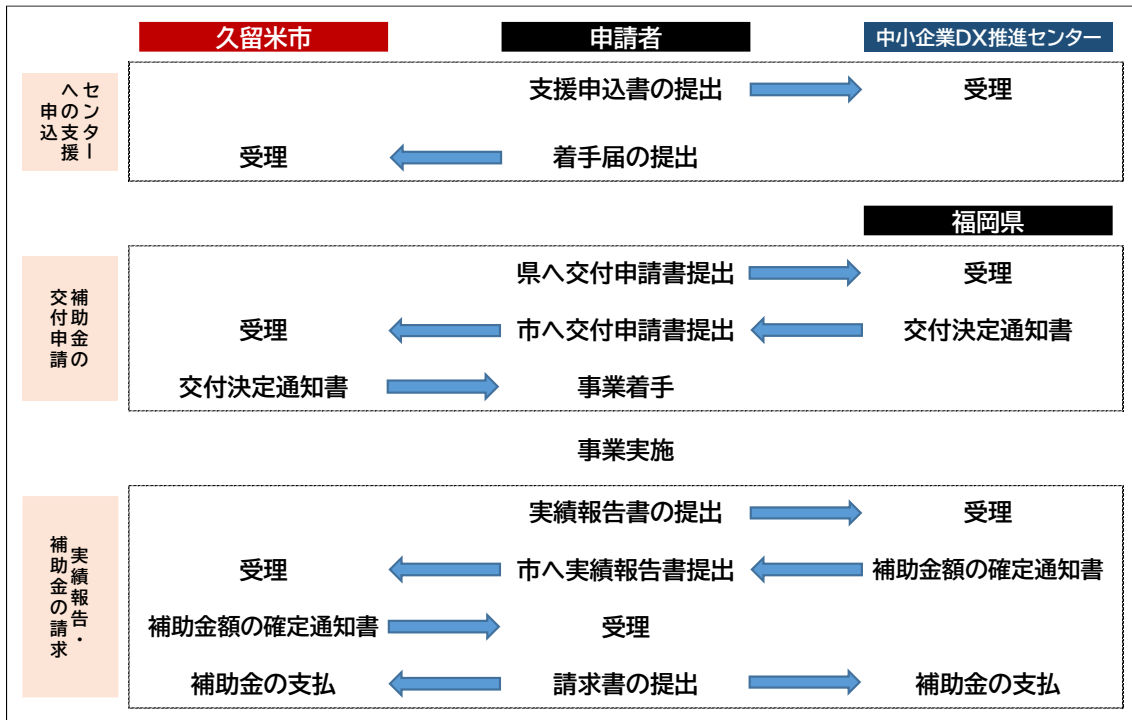 久留米市 申請者 中小企業DX推進センター
センター
への支援
申込
支援申込書の提出 受理
受理 着手届の提出
福岡県
補助金の
交付申請
県へ交付申請書提出 受理
受理 市へ交付申請書提出 交付決定通知書
交付決定通知書 事業着手
事業実施
実績報告・
補助金の請求
実績報告書の提出 受理
受理 市へ実績報告書提出 補助金額の確定通知書
補助金額の確定通知書 受理
補助金の支払 請求書の提出 補助金の支払